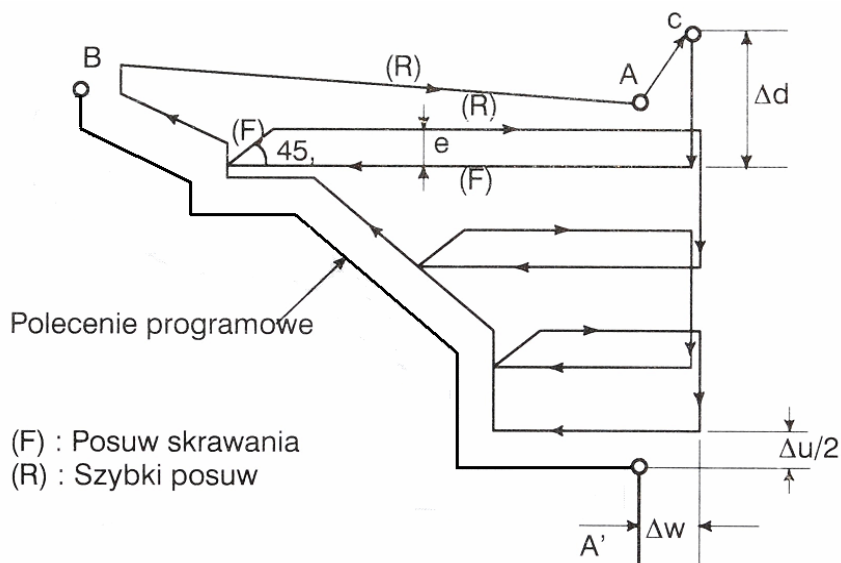 c
B
(R)
A
Δd
(R)
(F)
45,
e
(F)
Polecenie programowe
(F) : Posuw skrawania
(R) : Szybki posuw
Δu/2
A' Δw